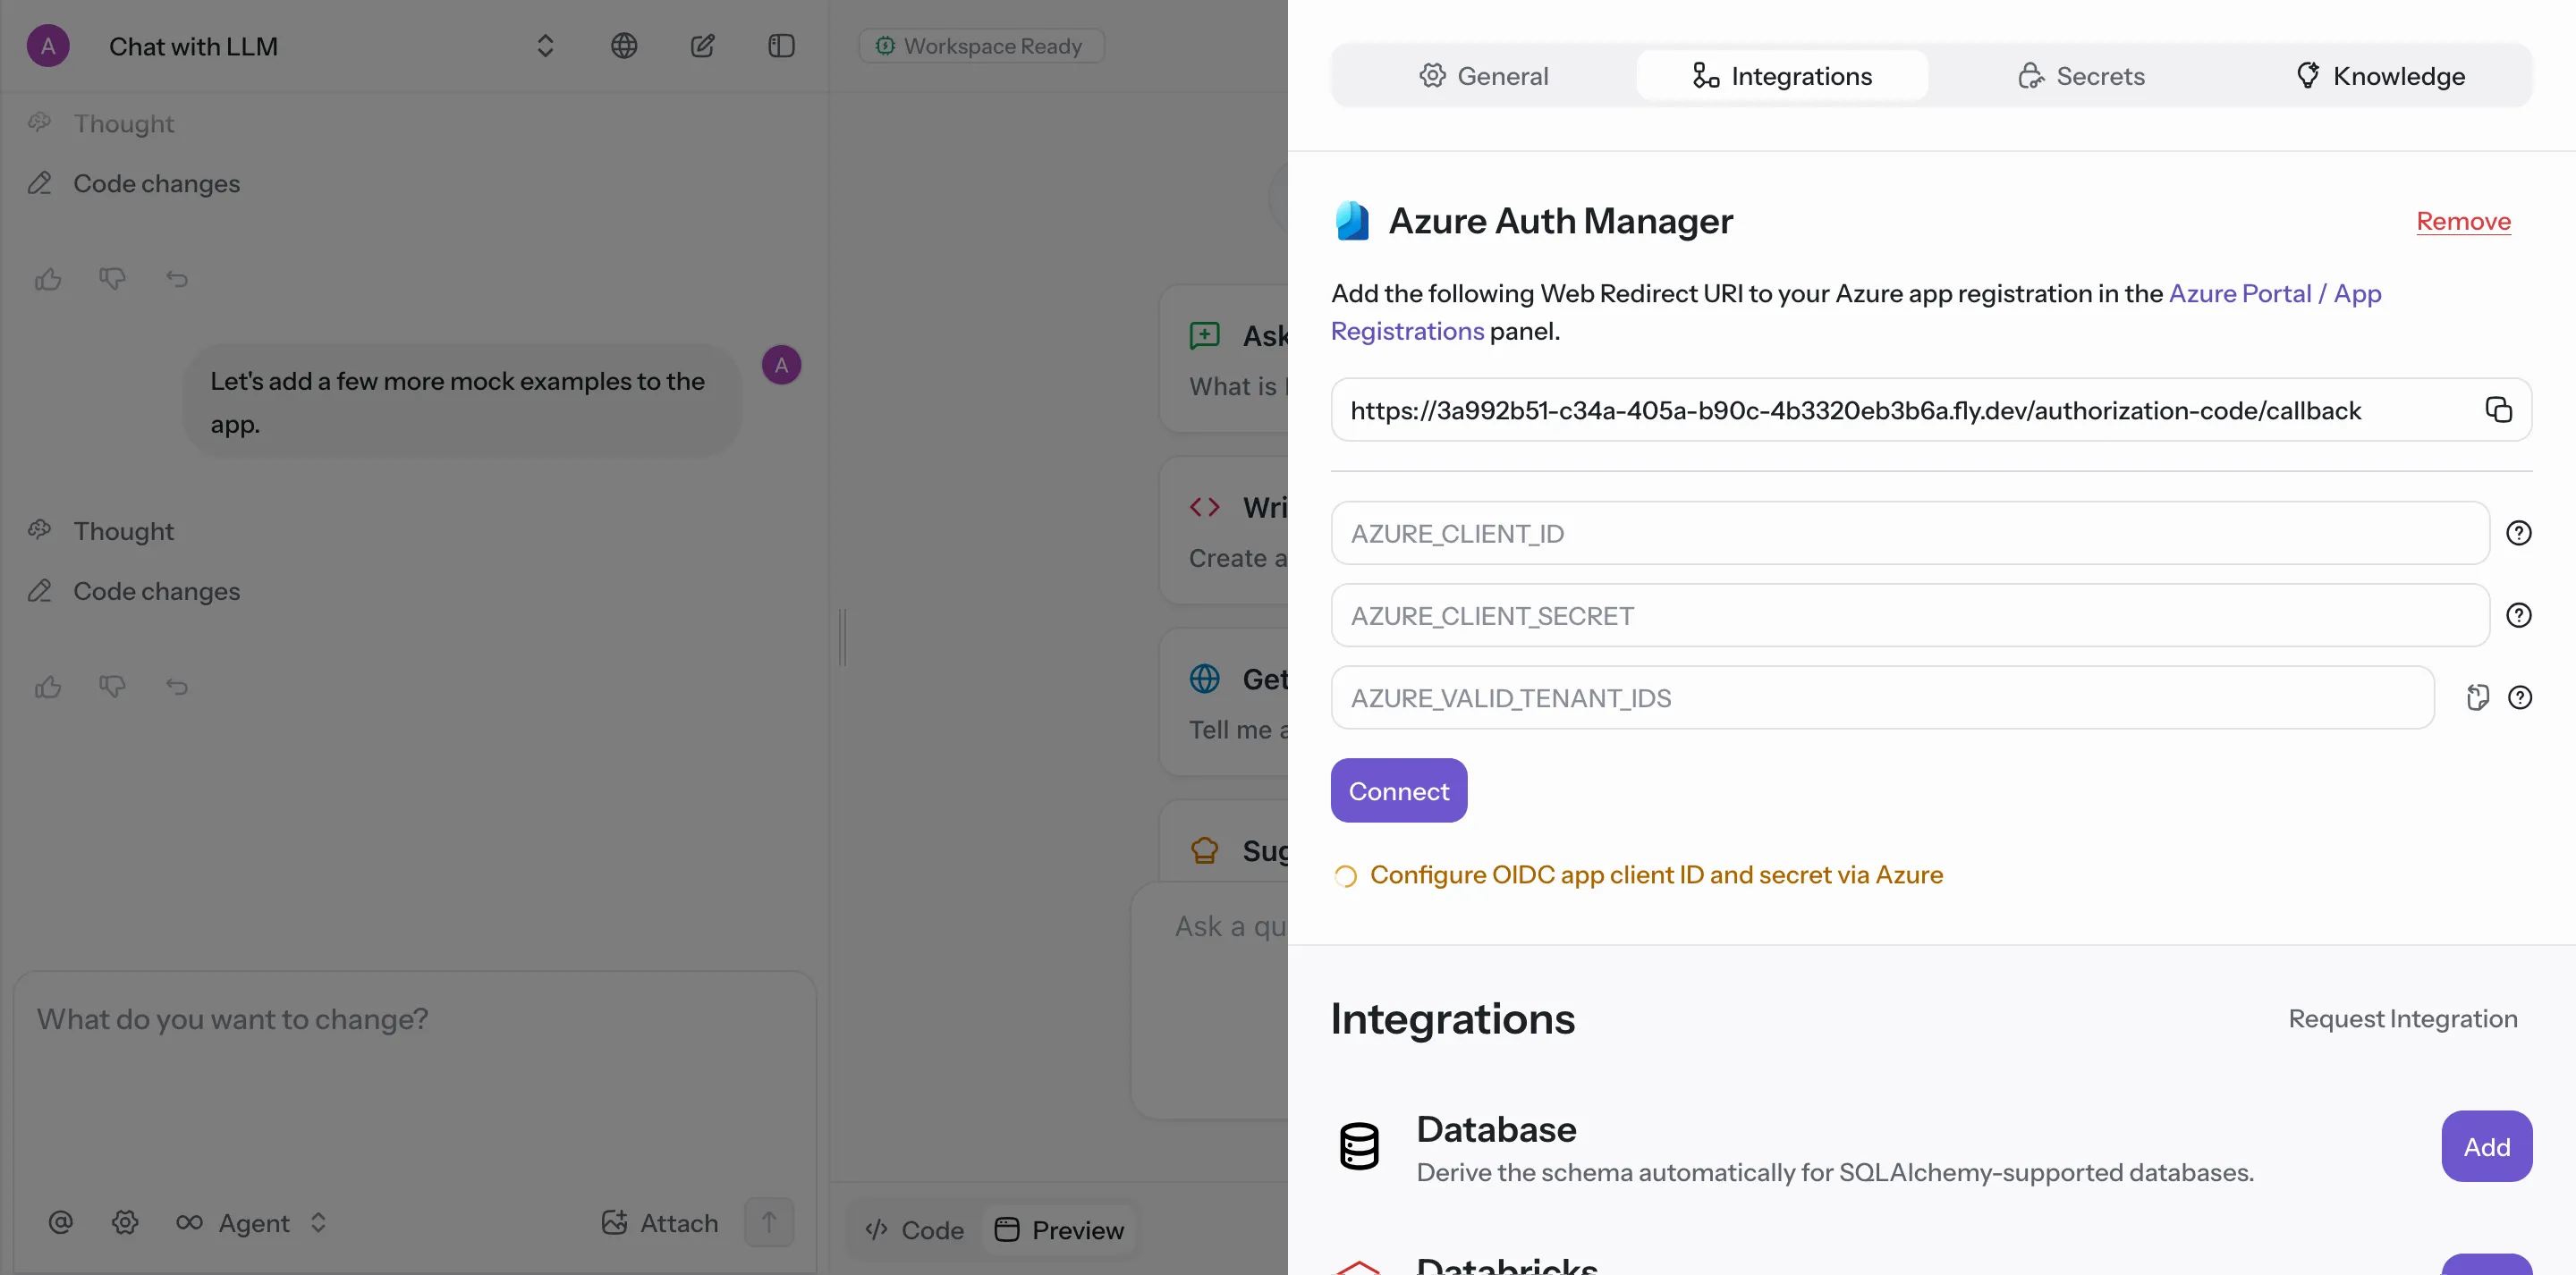 A
Chat with LLM
Thought
Code changes
Let's add a few more mock examples to the
app.
A
Thought
Code changes
What do you want to change?
Agent
Attach
Workspace Ready
Ask
What is
Wri
Create a
Get
Tell me a
Sug
Ask a qu
Code
Preview
General
Integrations
Secrets
Knowledge
Azure Auth Manager
Remove
Add the following Web Redirect URI to your Azure app registration in the Azure Portal / App
Registrations panel.
https://3a992b51-c34a-405a-b90c-4b3320eb3b6a.fly.dev/authorization-code/callback
AZURE_CLIENT_ID
AZURE_CLIENT_SECRET
AZURE_VALID_TENANT_IDS
Connect
Configure OIDC app client ID and secret via Azure
Integrations
Request Integration
Database
Derive the schema automatically for SQLAlchemy-supported databases.
Add
Databricks